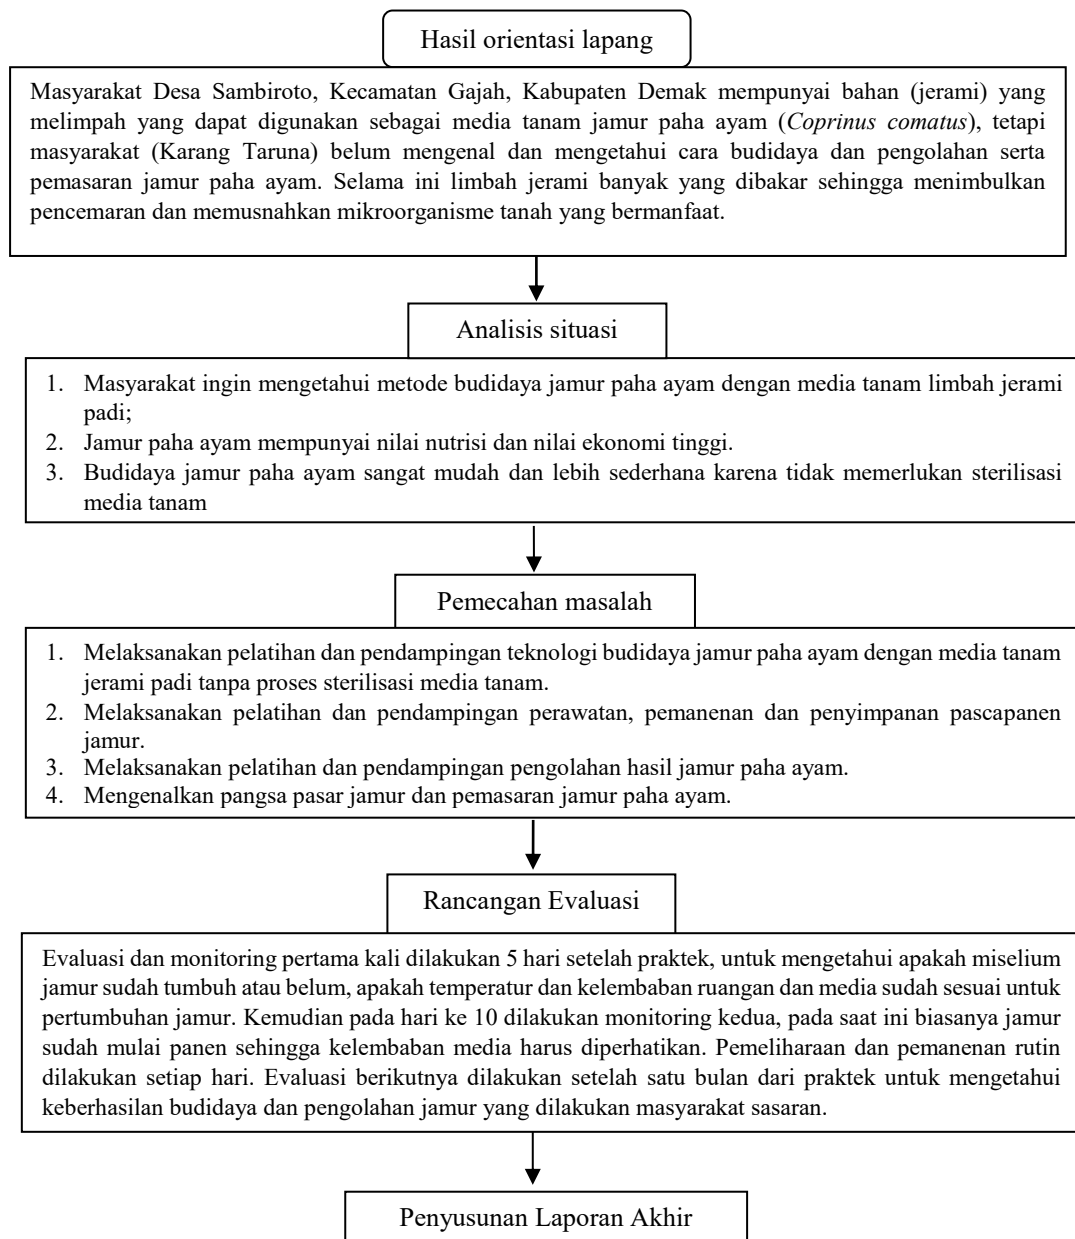 Hasil orientasi lapang
Masyarakat Desa Sambiroto, Kecamatan Gajah, Kabupaten Demak mempunyai bahan (jerami) yang
melimpah yang dapat digunakan sebagai media tanam jamur paha ayam (Coprinus comatus), tetapi
masyarakat (Karang Taruna) belum mengenal dan mengetahui cara budidaya dan pengolahan serta
pemasaran jamur paha ayam. Selama ini limbah jerami banyak yang dibakar sehingga menimbulkan
pencemaran dan memusnahkan mikroorganisme tanah yang bermanfaat.
Analisis situasi
1. Masyarakat ingin mengetahui metode budidaya jamur paha ayam dengan media tanam limbah jerami
padi;
2. Jamur paha ayam mempunyai nilai nutrisi dan nilai ekonomi tinggi.
3. Budidaya jamur paha ayam sangat mudah dan lebih sederhana karena tidak memerlukan sterilisasi
media tanam
Pemecahan masalah
1. Melaksanakan pelatihan dan pendampingan teknologi budidaya jamur paha ayam dengan media tanam
jerami padi tanpa proses sterilisasi media tanam.
2. Melaksanakan pelatihan dan pendampingan perawatan, pemanenan dan penyimpanan pascapanen
jamur.
3. Melaksanakan pelatihan dan pendampingan pengolahan hasil jamur paha ayam.
4. Mengenalkan pangsa pasar jamur dan pemasaran jamur paha ayam.
Rancangan Evaluasi
Evaluasi dan monitoring pertama kali dilakukan 5 hari setelah praktek, untuk mengetahui apakah miselium
jamur sudah tumbuh atau belum, apakah temperatur dan kelembaban ruangan dan media sudah sesuai untuk
pertumbuhan jamur. Kemudian pada hari ke 10 dilakukan monitoring kedua, pada saat ini biasanya jamur
sudah mulai panen sehingga kelembaban media harus diperhatikan. Pemeliharaan dan pemanenan rutin
dilakukan setiap hari. Evaluasi berikutnya dilakukan setelah satu bulan dari praktek untuk mengetahui
keberhasilan budidaya dan pengolahan jamur yang dilakukan masyarakat sasaran.
Penyusunan Laporan Akhir